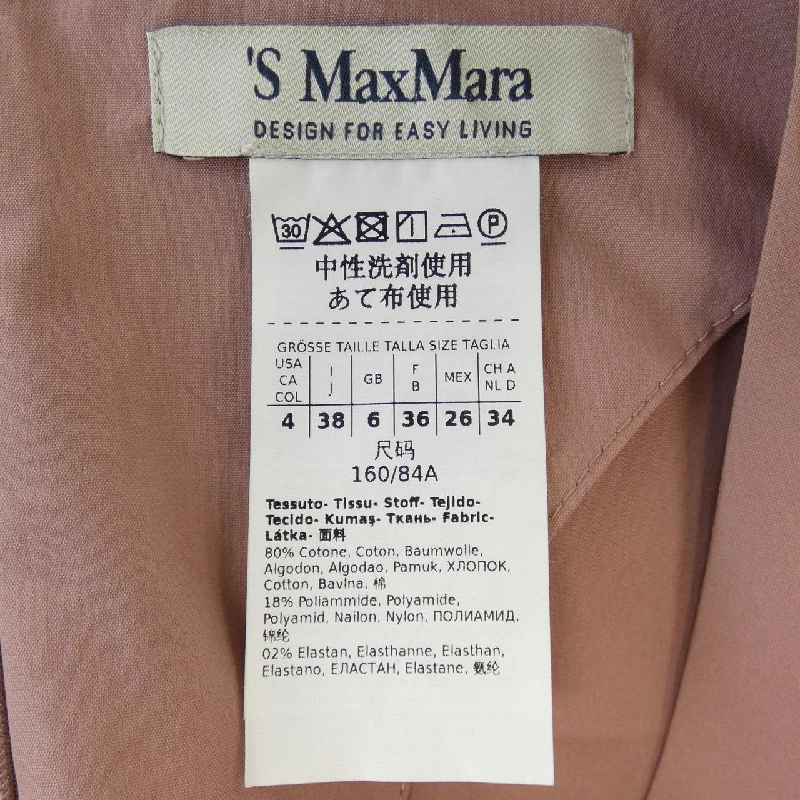 'S MaxMara
DESIGN FOR EASY LIVING
30 P
中性洗剤使用
あて布使用
GRÖSSE TAILLE TALLA SIZE TAGLIA
USA CA COL I J GB F B MEX CH A NL D
4 38 6 36 26 34
尺码
160/84A
Tessuto- Tissu- Stoff- Tejido-
Tecido- Kumaş- Ткань- Fabric-
Látka- 面料
80% Cotone, Coton, Baumwolle,
Algodon, Algodao, Pamuk, ХЛОПОК,
Cotton, Bavlna, 棉
18% Poliammide, Polyamide,
Polyamid, Nailon, Nylon, ПОЛИАМИД,
锦纶
02% Elastan, Elasthanne, Elasthan,
Elastano, ЕЛАСТАН, Elastane, 氨纶